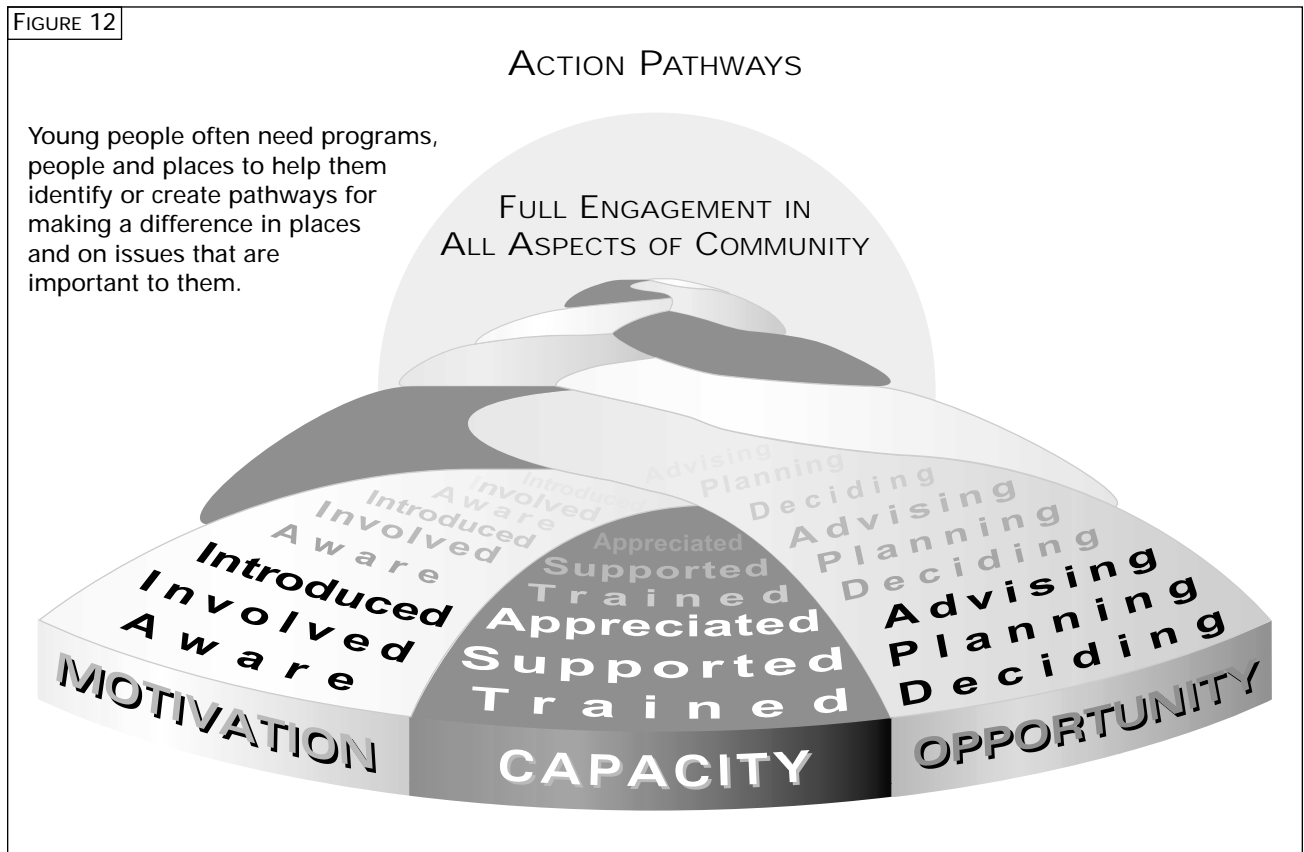 FIGURE 12
ACTION PATHWAYS
Young people often need programs,
people and places to help them
identify or create pathways for
making a difference in places
and on issues that are
important to them.
FULL ENGAGEMENT IN
ALL ASPECTS OF COMMUNITY
Introduced
Involved
Aware
Introduced
Involved
Aware
Introduced
Involved
Aware
MOTIVATION
Appreciated
Supported
Trained
Appreciated
Supported
Trained
CAPACITY
Advising
Planning
Deciding
Advising
Planning
Deciding
Advising
Planning
Deciding
OPPORTUNITY